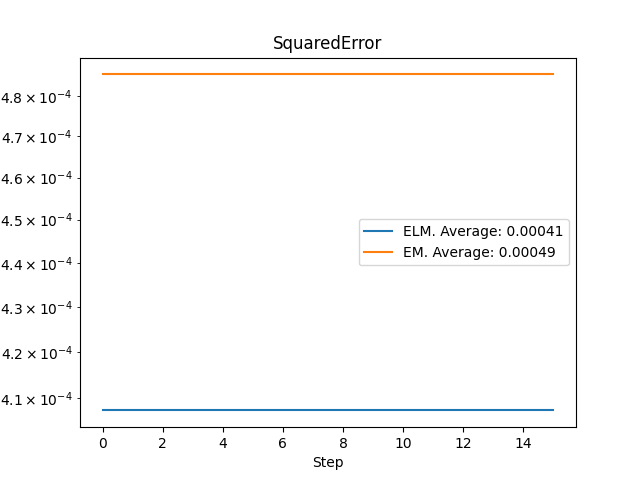 SquaredError
4.8 × 10⁻⁴
4.7 × 10⁻⁴
4.6 × 10⁻⁴
4.5 × 10⁻⁴
4.4 × 10⁻⁴
4.3 × 10⁻⁴
4.2 × 10⁻⁴
4.1 × 10⁻⁴
ELM. Average: 0.00041
EM. Average: 0.00049
0 2 4 6 8 10 12 14
Step